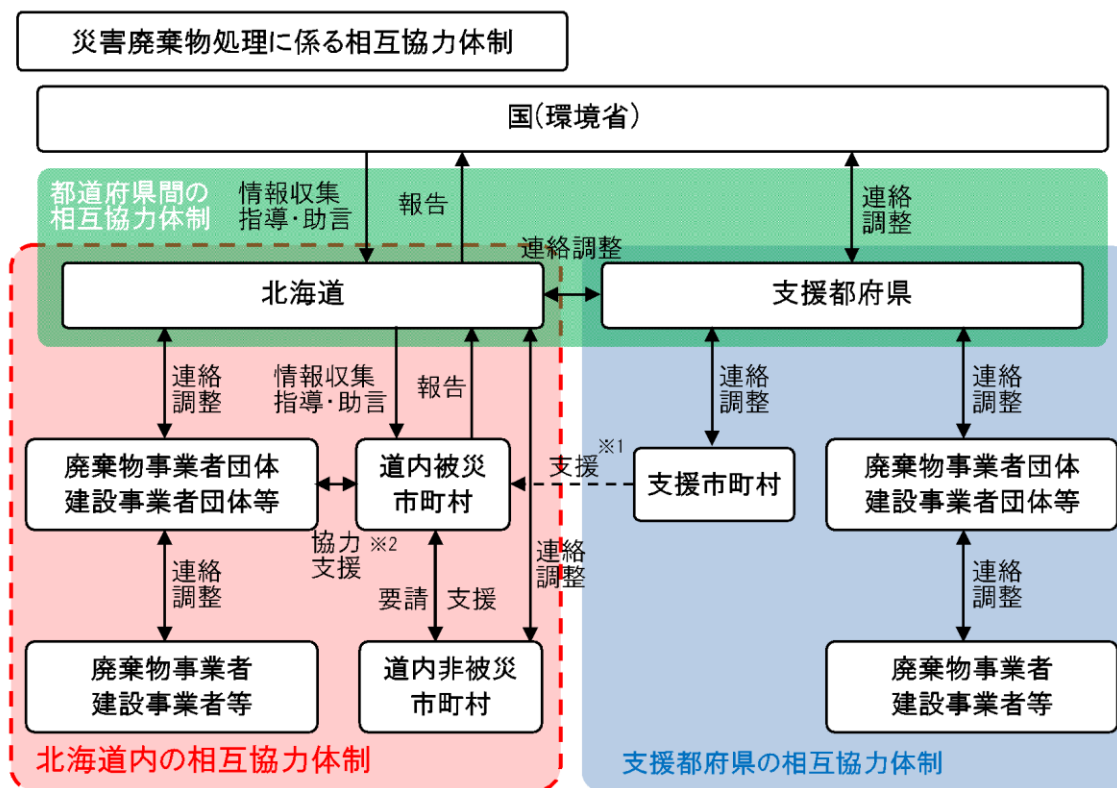 災害廃棄物処理に係る相互協力体制
国(環境省)
都道府県間の
相互協力体制
情報収集
指導・助言
報告
連絡
調整
連絡調整
北海道
支援都府県
連絡
調整
情報収集
指導・助言
報告
連絡
調整
連絡
調整
廃棄物事業者団体
建設事業者団体等
道内被災
市町村
支援※1
支援市町村
廃棄物事業者団体
建設事業者団体等
協力※2
支援
連絡
調整
連絡
調整
要請
支援
連絡
調整
廃棄物事業者
建設事業者等
道内非被災
市町村
廃棄物事業者
建設事業者等
北海道内の相互協力体制
支援都府県の相互協力体制